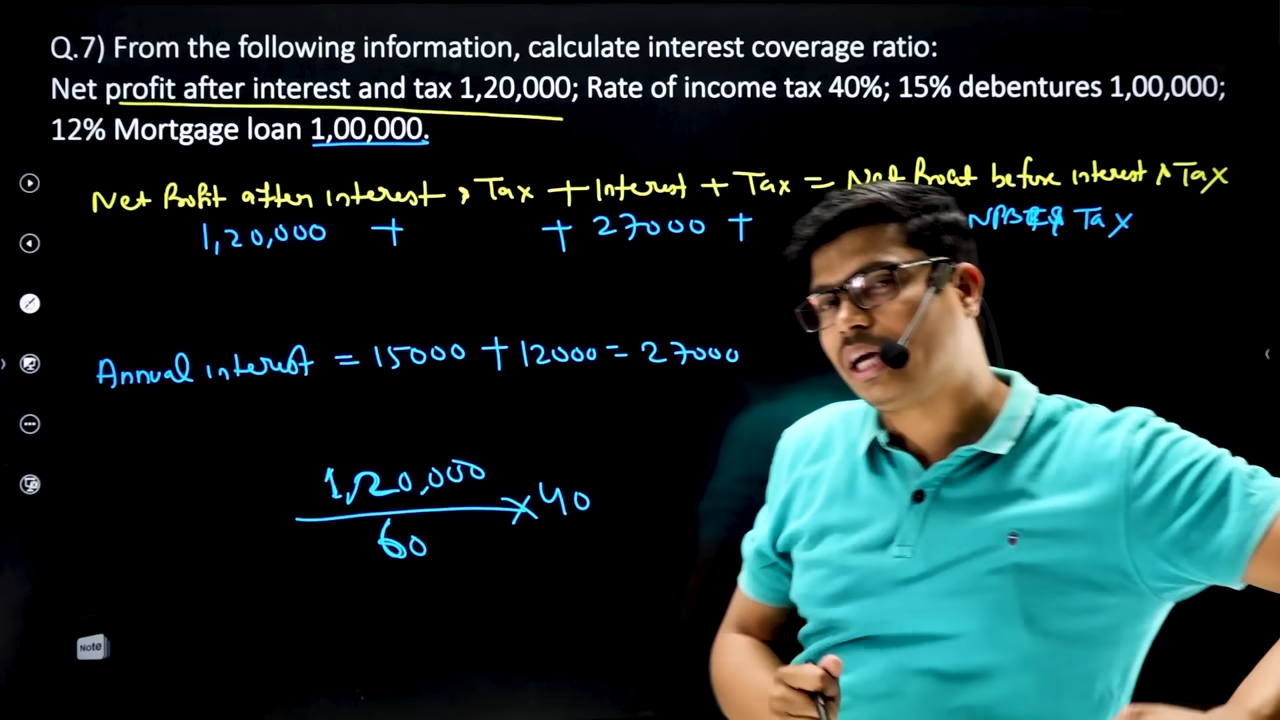 Q.7) From the following information, calculate interest coverage ratio:
Net profit after interest and tax 1,20,000; Rate of income tax 40%; 15% debentures 1,00,000;
12% Mortgage loan 1,00,000.
Net Profit after interest & Tax + Interest + Tax = Net Profit before interest & Tax
1,20,000 + + 27000 + Tax
Annual interest = 15000 + 12000 = 27000
1,20,000
× 40
60
Note